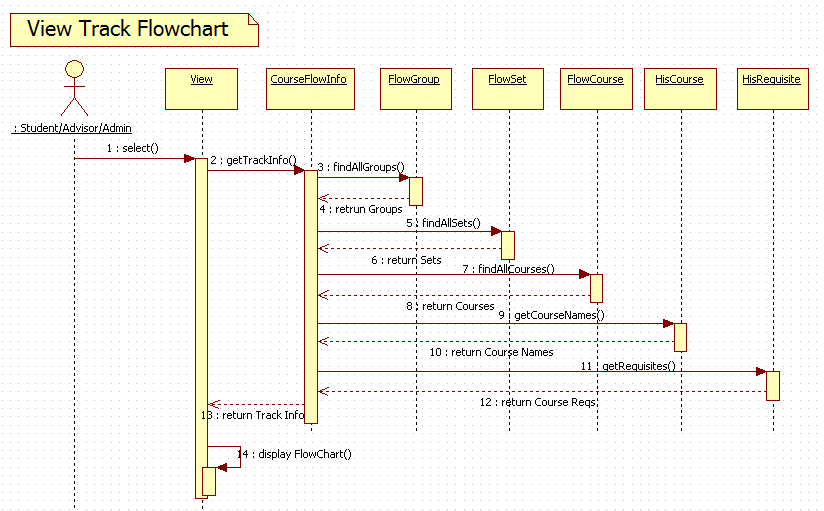 View Track Flowchart
View
CourseFlowInfo
FlowGroup
FlowSet
FlowCourse
HisCourse
HisRequisite
: Student/Advisor/Admin
1 : select()
2 : getTrackInfo()
3 : findAllGroups()
4 : retrun Groups
5 : findAllSets()
6 : return Sets
7 : findAllCourses()
8 : return Courses
9 : getCourseNames()
10 : return Course Names
11 : getRequisites()
12 : return Course Reqs
13 : return Track Info
14 : display FlowChart()